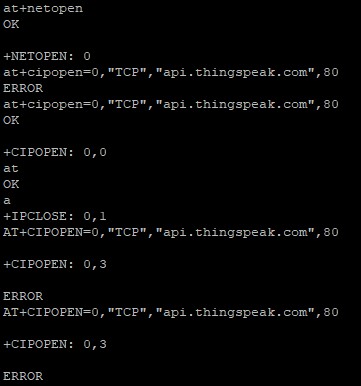 at+netopen
OK
+NETOPEN: 0
at+cipopen=0,"TCP","api.thingspeak.com",80
ERROR
at+cipopen=0,"TCP","api.thingspeak.com",80
OK
+CIPOPEN: 0,0
at
OK
a
+IPCLOSE: 0,1
AT+CIPOPEN=0,"TCP","api.thingspeak.com",80
+CIPOPEN: 0,3
ERROR
AT+CIPOPEN=0,"TCP","api.thingspeak.com",80
+CIPOPEN: 0,3
ERROR